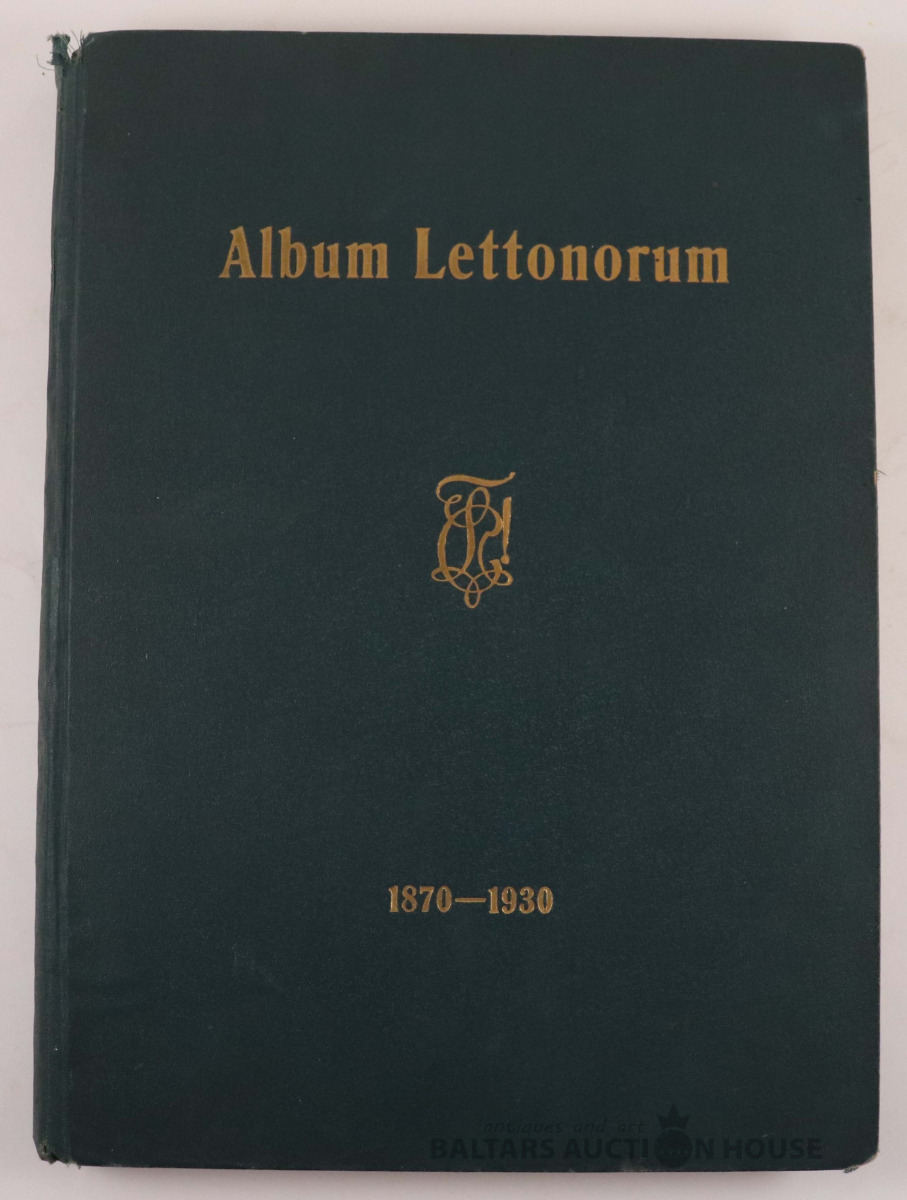 Album Lettonorum
1870—1930
antiques and art
BALTARS AUCTION HOUSE